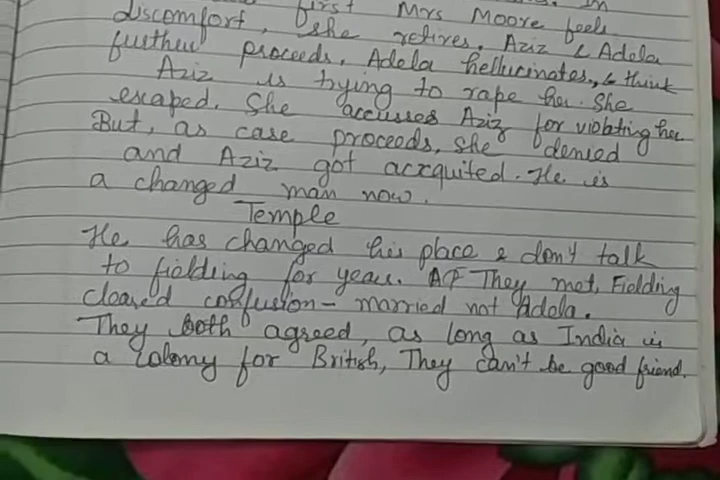 first Mrs Moore feels
discomfort, she retires. Aziz & Adela
further proceeds, Adela hellucinates, & think
Aziz is trying to rape her. She
escaped. She accusses Aziz for violating her
But, as case proceeds, she denied
and Aziz got acxquited. He is
a changed man now.
Temple
He has changed his place & don't talk
to fielding for years. They met, Fielding
cleared confusion - married not Adela.
They both agreed, as long as India is
a colony for British, They can't be good friend.